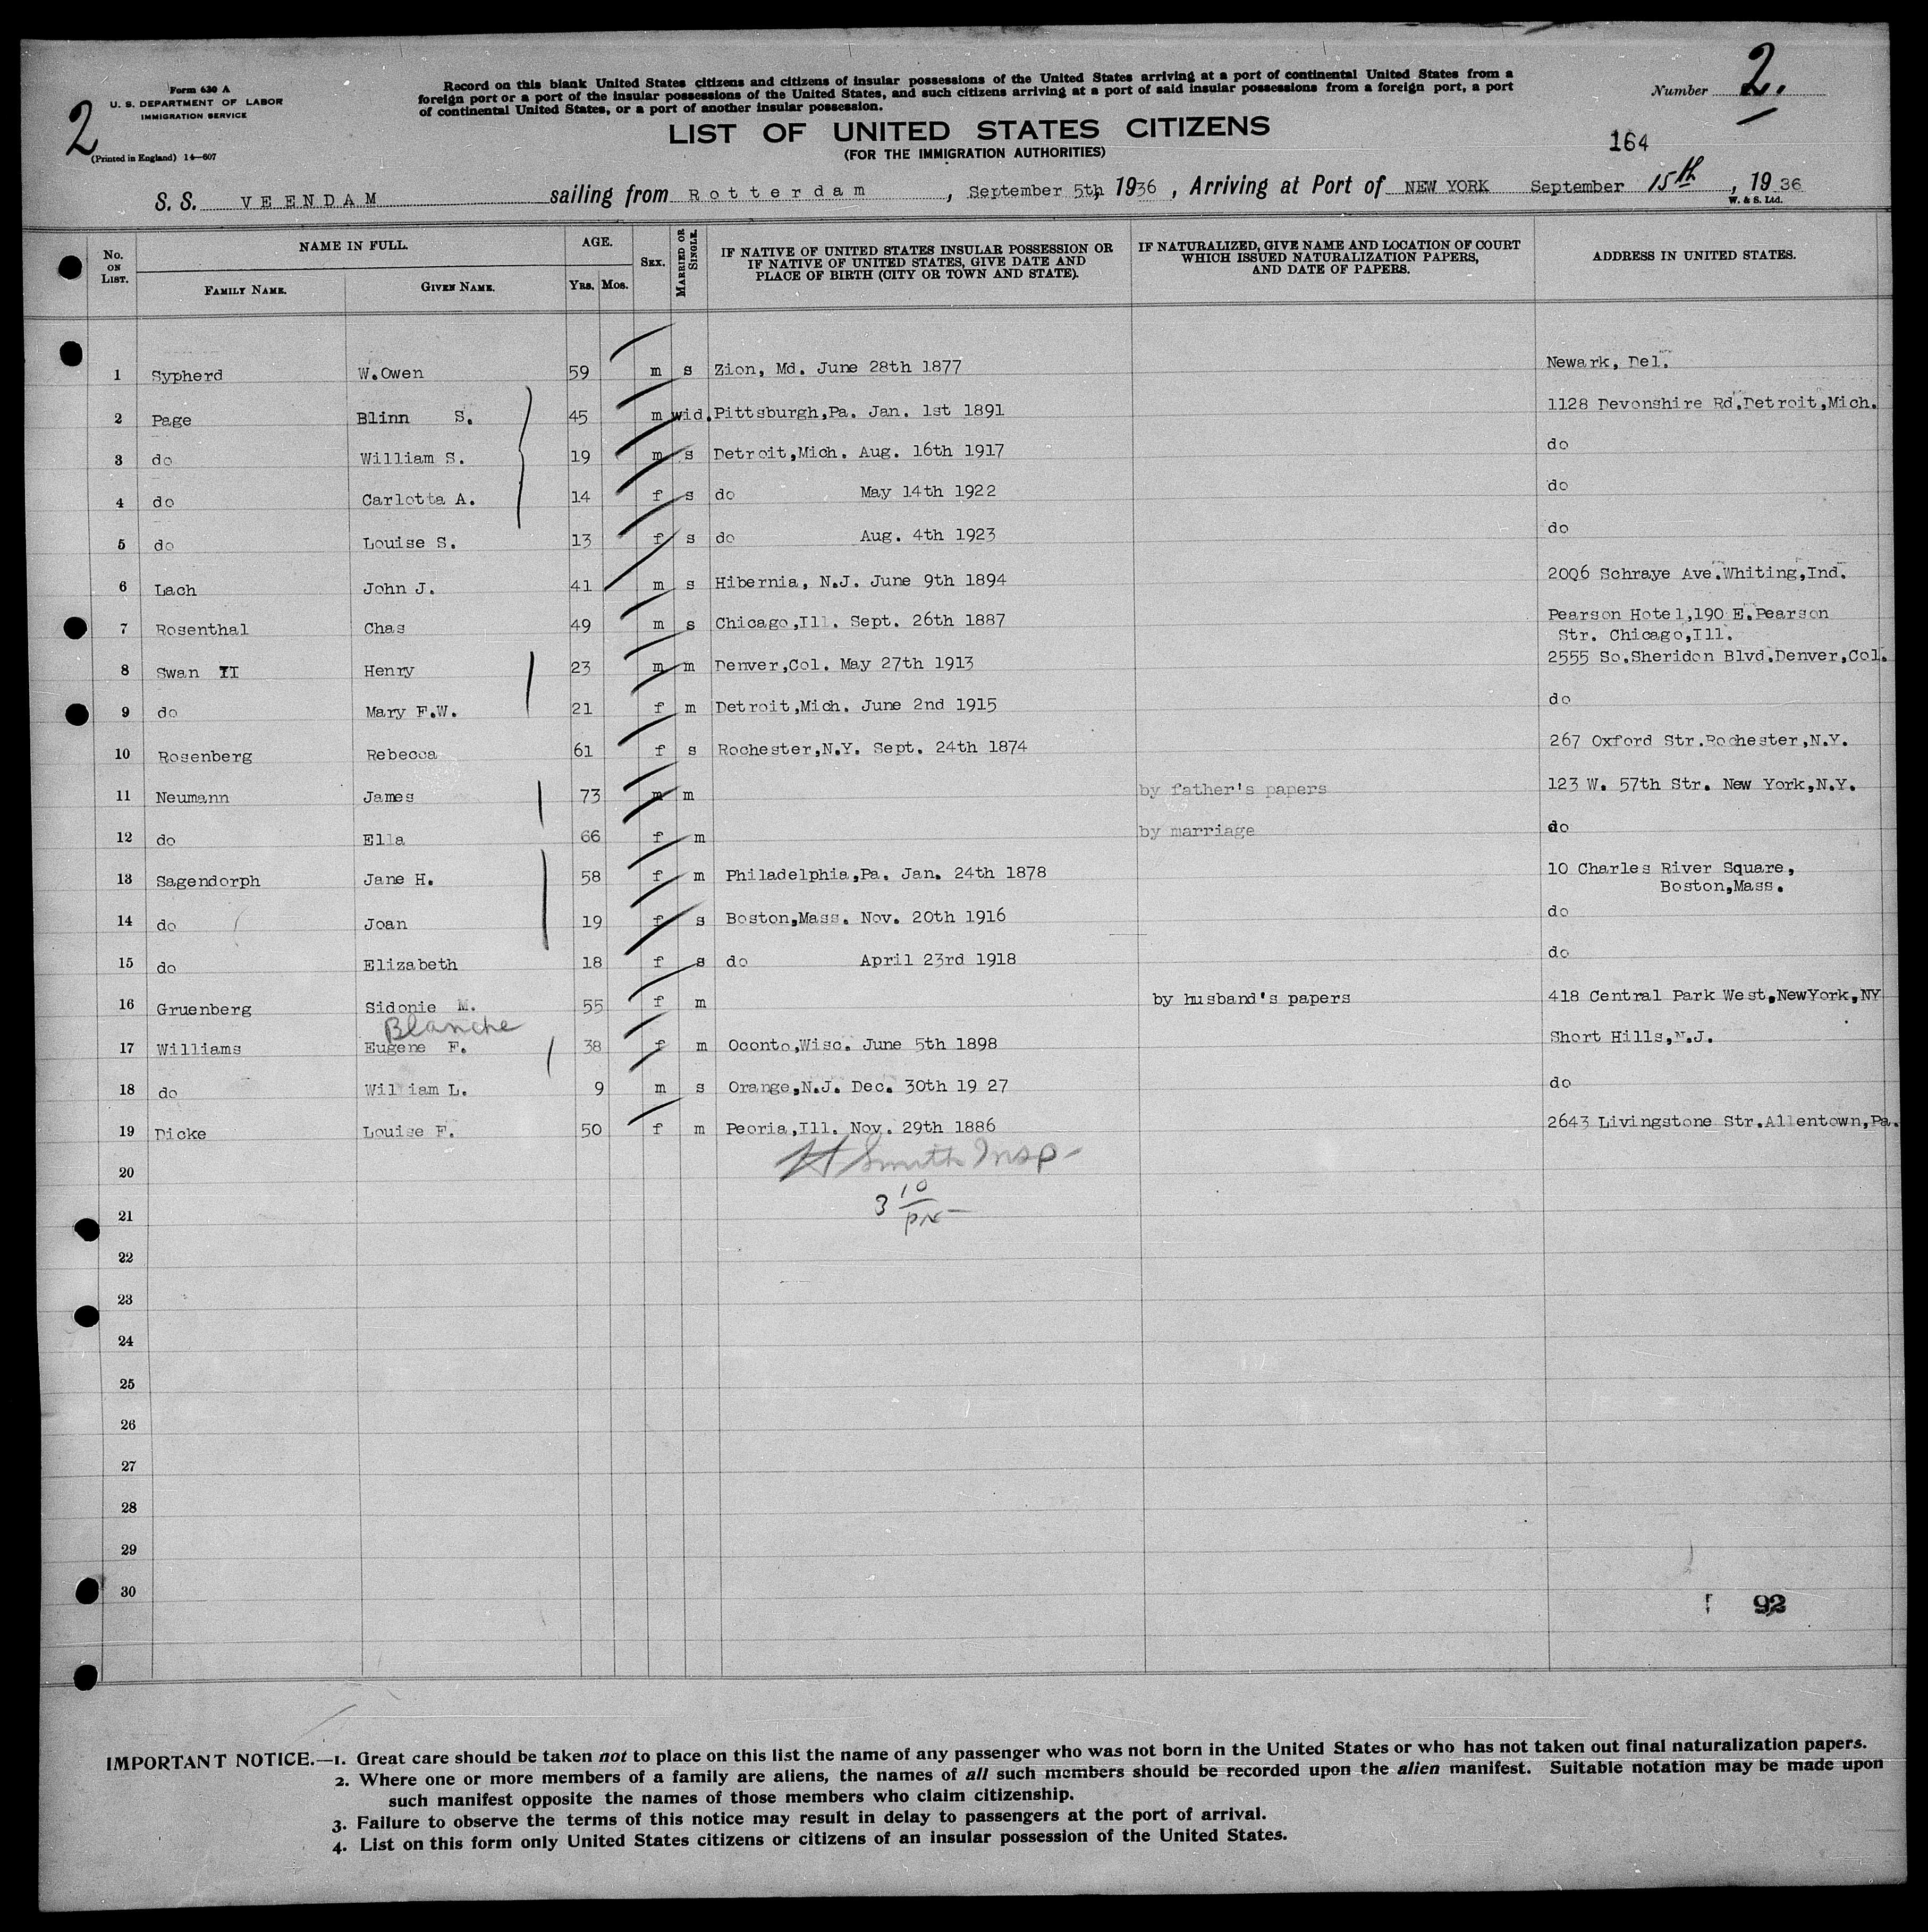 2
Form 630 A
U. S. DEPARTMENT OF LABOR
IMMIGRATION SERVICE
(Printed in England) 14—607
Record on this blank United States citizens and citizens of insular possessions of the United States arriving at a port of continental United States from a
foreign port or a port of the insular possessions of the United States, and such citizens arriving at a port of said insular possessions from a foreign port, a port
of continental United States, or a port of another insular possession.
Number 2.
LIST OF UNITED STATES CITIZENS
(FOR THE IMMIGRATION AUTHORITIES)
164
S. S. VEENDAM sailing from Rotterdam, September 5th, 1936, Arriving at Port of NEW YORK September 15th, 1936
W. & S. Ltd.
No. ON LIST. NAME IN FULL. FAMILY NAME. GIVEN NAME. AGE. YRS. MOS. SEX. MARRIED OR SINGLE. IF NATIVE OF UNITED STATES INSULAR POSSESSION OR IF NATIVE OF UNITED STATES, GIVE DATE AND PLACE OF BIRTH (CITY OR TOWN AND STATE). IF NATURALIZED, GIVE NAME AND LOCATION OF COURT WHICH ISSUED NATURALIZATION PAPERS, AND DATE OF PAPERS. ADDRESS IN UNITED STATES.
1 Sypherd W.Owen 59 m s Zion, Md. June 28th 1877 Newark, Del.
2 Page Blinn S. 45 m wid. Pittsburgh,Pa. Jan. 1st 1891 1128 Devonshire Rd.Detroit,Mich.
3 do William S. 19 m s Detroit,Mich. Aug. 16th 1917 do
4 do Carlotta A. 14 f s do May 14th 1922 do
5 do Louise S. 13 f s do Aug. 4th 1923 do
6 Lach John J. 41 m s Hibernia, N.J. June 9th 1894 2006 Schraye Ave.Whiting,Ind.
7 Rosenthal Chas 49 m s Chicago,Ill. Sept. 26th 1887 Pearson Hotel,190 E.Pearson
Str. Chicago,Ill.
8 Swan II Henry 23 m m Denver,Col. May 27th 1913 2555 So.Sheridon Blvd.Denver,Col.
9 do Mary F.W. 21 f m Detroit,Mich. June 2nd 1915 do
10 Rosenberg Rebecca 61 f s Rochester,N.Y. Sept. 24th 1874 267 Oxford Str.Rochester,N.Y.
11 Neumann James 73 m m by father's papers 123 W. 57th Str. New York,N.Y.
12 do Ella 66 f m by marriage do
13 Sagendorph Jane H. 58 f m Philadelphia,Pa. Jan. 24th 1878 10 Charles River Square,
Boston,Mass.
14 do Joan 19 f s Boston,Mass. Nov. 20th 1916 do
15 do Elizabeth 18 f s do April 23rd 1918 do
16 Gruenberg Sidonie M. 55 f m by husband's papers 418 Central Park West,NewYork,NY
Blanche
17 Williams Eugene F. 38 f m Oconto,Wisc. June 5th 1898 Short Hills,N.J.
18 do William L. 9 m s Orange,N.J. Dec. 30th 19 27 do
19 Dicke Louise F. 50 f m Peoria,Ill. Nov. 29th 1886 2643 Livingstone Str.Allentown,Pa.
20
H Smith Insp
21 3 10 pm
22
23
24
25
26
27
28
29
30
92
IMPORTANT NOTICE.—1. Great care should be taken not to place on this list the name of any passenger who was not born in the United States or who has not taken out final naturalization papers.
2. Where one or more members of a family are aliens, the names of all such members should be recorded upon the alien manifest. Suitable notation may be made upon
such manifest opposite the names of those members who claim citizenship.
3. Failure to observe the terms of this notice may result in delay to passengers at the port of arrival.
4. List on this form only United States citizens or citizens of an insular possession of the United States.